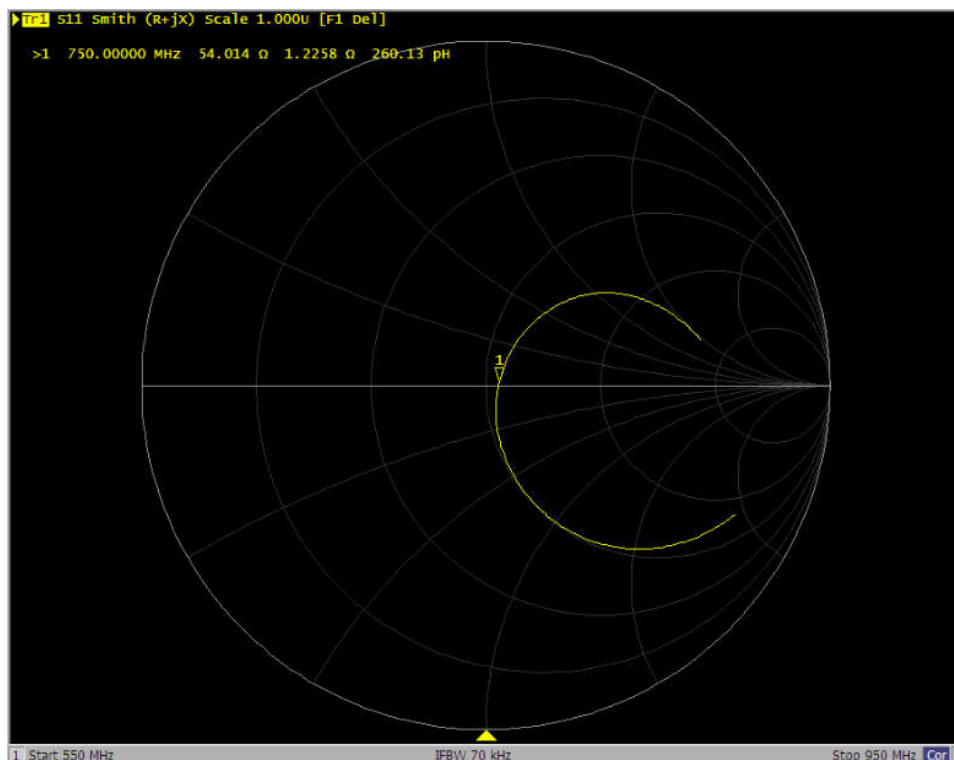 Tr1 S11 Smith (R+jX) Scale 1.000U [F1 Del]
>1 750.00000 MHz 54.014 Ω 1.2258 Ω 260.13 pH
1
1 Start 550 MHz IFBW 70 kHz Stop 950 MHz Cor